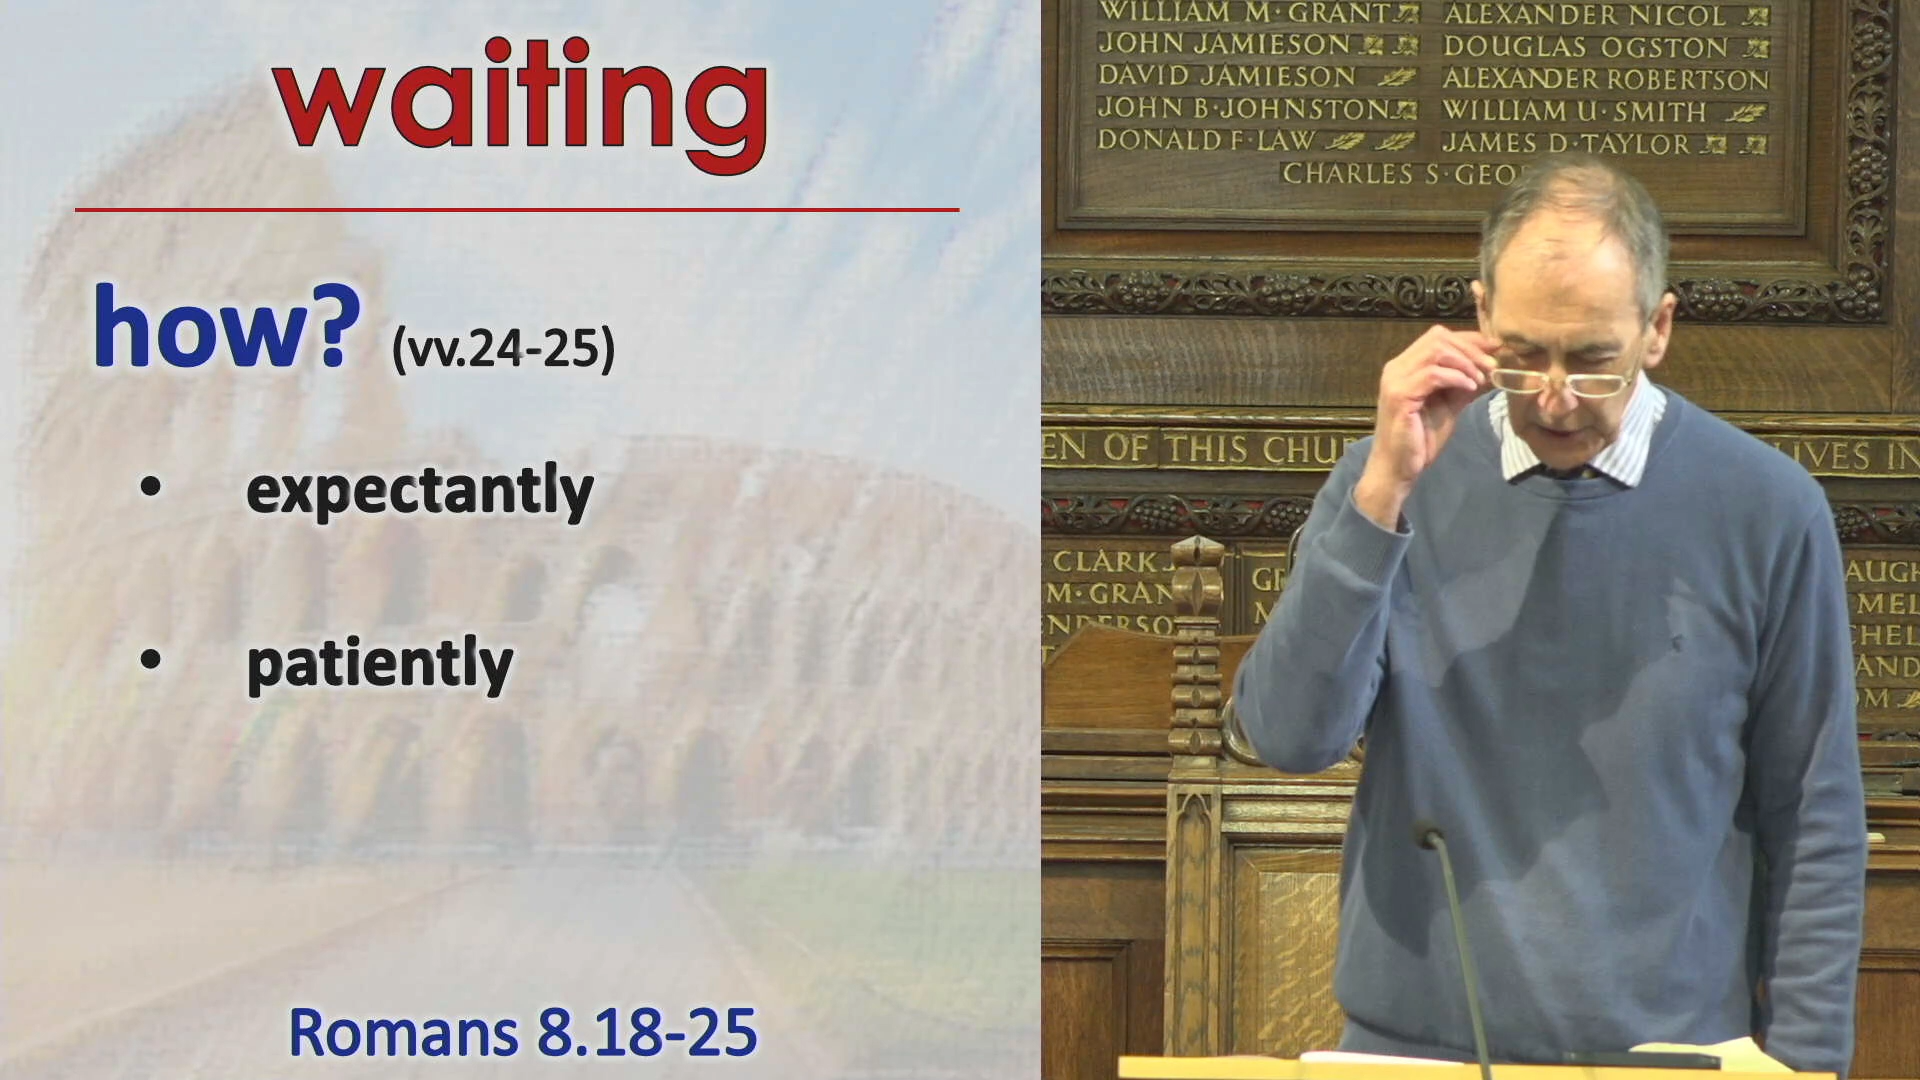 waiting
how? (vv.24-25)
• expectantly
• patiently
Romans 8.18-25
WILLIAM M·GRANT ALEXANDER NICOL
JOHN JAMIESON DOUGLAS OGSTON
DAVID JAMIESON ALEXANDER ROBERTSON
JOHN B·JOHNSTON WILLIAM U·SMITH
DONALD F·LAW JAMES D·TAYLOR
CHARLES S·GEO
EN OF THIS CHU LIVES IN
CLARK
M·GRAN